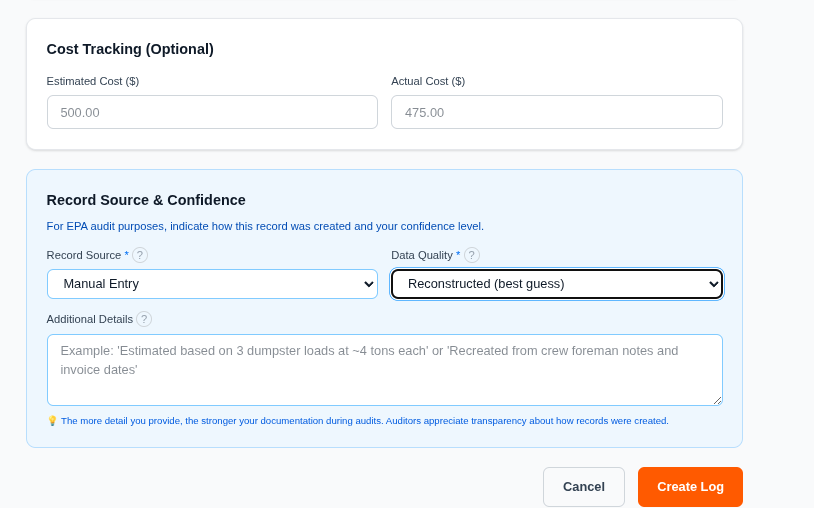 Cost Tracking (Optional)
Estimated Cost ($) Actual Cost ($)
500.00 475.00
Record Source & Confidence
For EPA audit purposes, indicate how this record was created and your confidence level.
Record Source * ? Data Quality * ?
Manual Entry Reconstructed (best guess)
Additional Details ?
Example: 'Estimated based on 3 dumpster loads at ~4 tons each' or 'Recreated from crew foreman notes and
invoice dates'
💡 The more detail you provide, the stronger your documentation during audits. Auditors appreciate transparency about how records were created.
Cancel Create Log